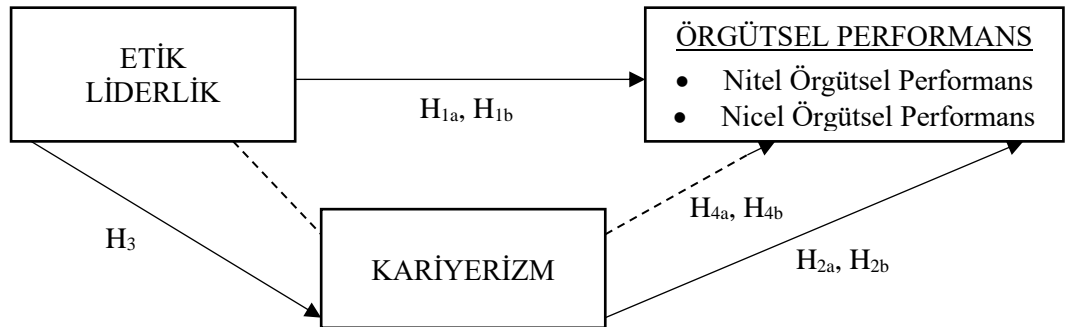 ETİK
LİDERLİK
ÖRGÜTSEL PERFORMANS
• Nitel Örgütsel Performans
• Nicel Örgütsel Performans
H1a, H1b
H4a, H4b
H3
KARİYERİZM
H2a, H2b